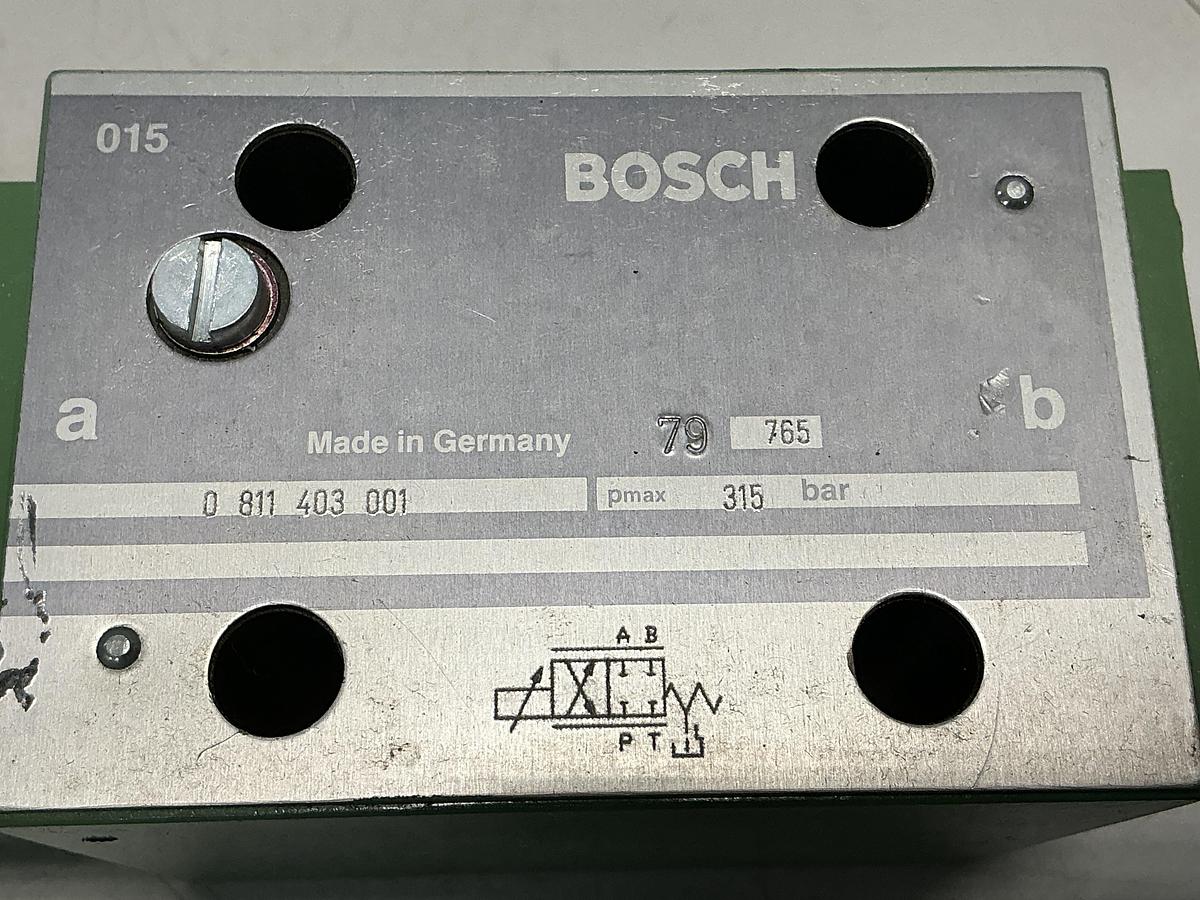 015
BOSCH
a
b
Made in Germany 79 765
0 811 403 001
pmax 315 bar
A B
P T